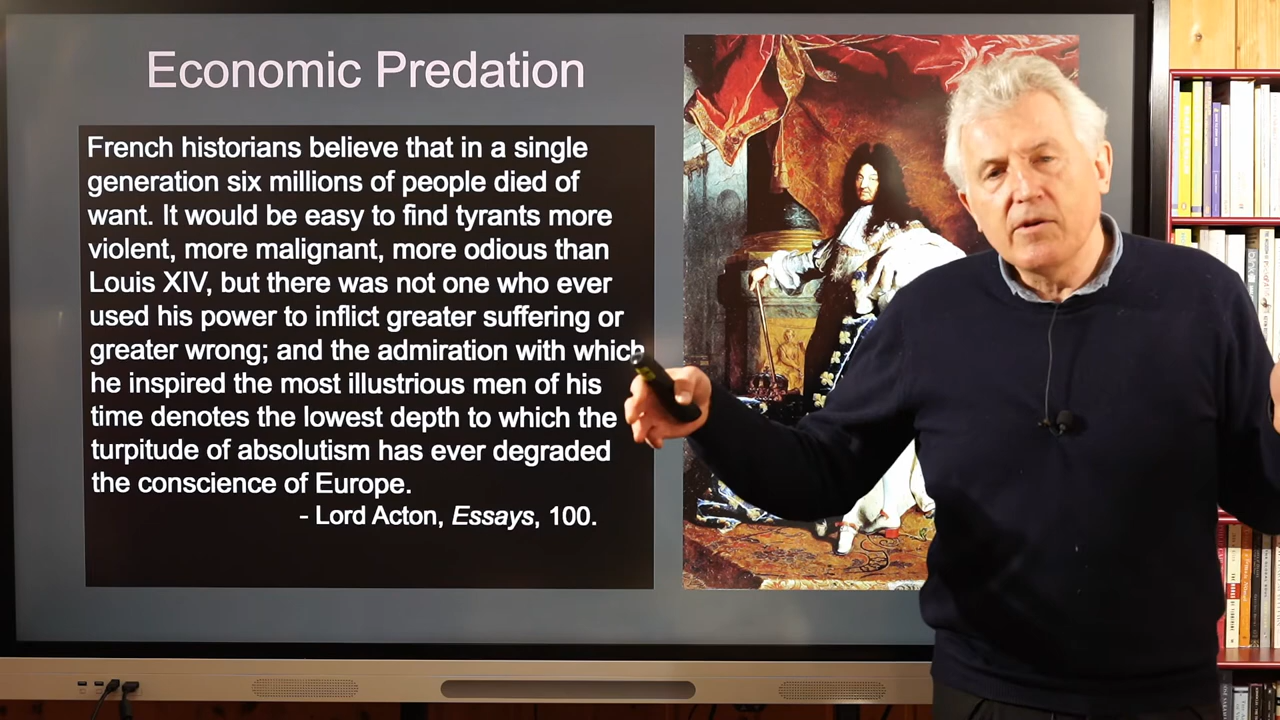 Economic Predation
French historians believe that in a single
generation six millions of people died of
want. It would be easy to find tyrants more
violent, more malignant, more odious than
Louis XIV, but there was not one who ever
used his power to inflict greater suffering or
greater wrong; and the admiration with which
he inspired the most illustrious men of his
time denotes the lowest depth to which the
turpitude of absolutism has ever degraded
the conscience of Europe.
- Lord Acton, Essays, 100.